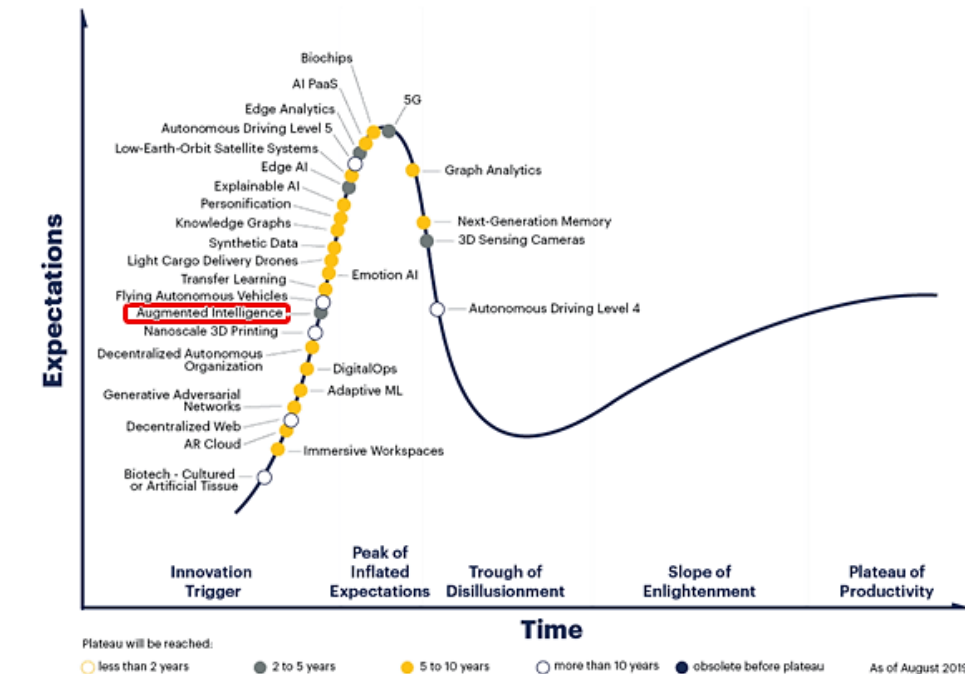 Biochips
AI PaaS
5G
Edge Analytics
Autonomous Driving Level 5
Low-Earth-Orbit Satellite Systems
Edge AI
Graph Analytics
Explainable AI
Personification
Knowledge Graphs
Next-Generation Memory
Synthetic Data
3D Sensing Cameras
Light Cargo Delivery Drones
Emotion AI
Transfer Learning
Flying Autonomous Vehicles
Augmented Intelligence
Autonomous Driving Level 4
Nanoscale 3D Printing
Decentralized Autonomous
Organization
DigitalOps
Adaptive ML
Generative Adversarial
Networks
Decentralized Web
AR Cloud
Immersive Workspaces
Biotech - Cultured
or Artificial Tissue
Expectations
Innovation
Trigger
Peak of
Inflated
Expectations
Trough of
Disillusionment
Slope of
Enlightenment
Plateau of
Productivity
Time
Plateau will be reached:
less than 2 years
2 to 5 years
5 to 10 years
more than 10 years
obsolete before plateau
As of August 2019